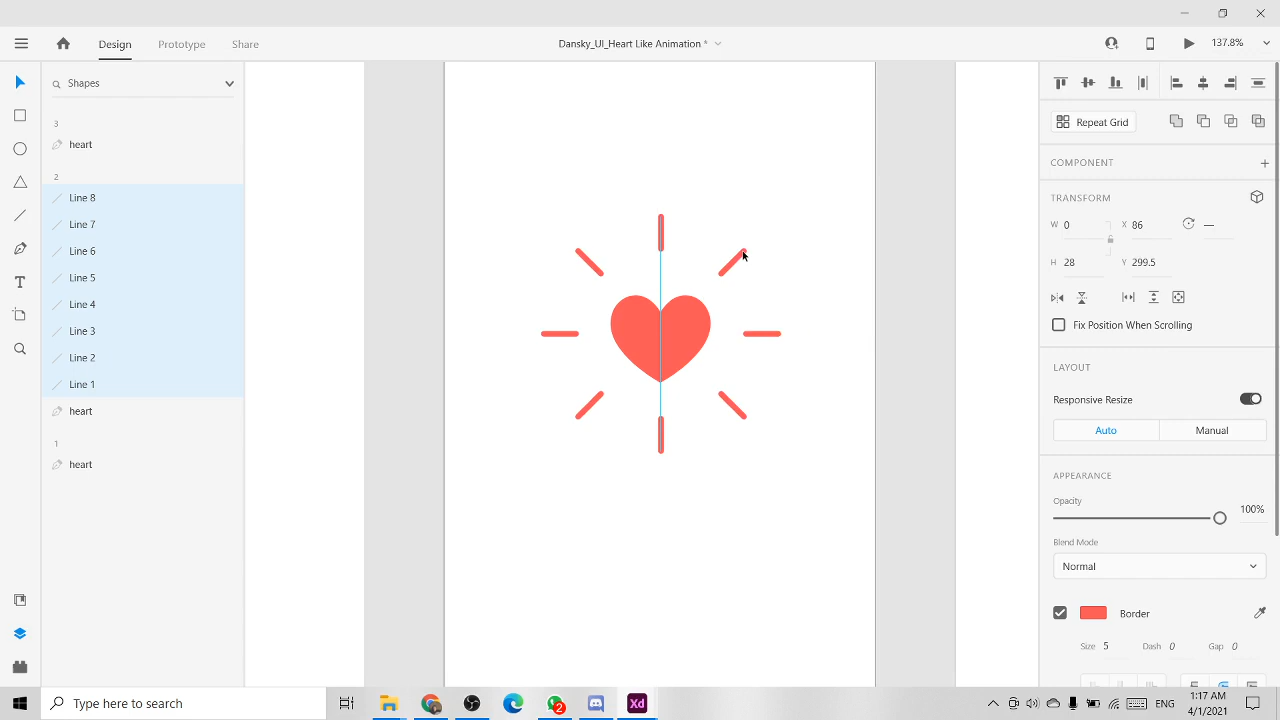 Design
Prototype
Share
Dansky_UI_Heart Like Animation *
137.8%
Shapes
3
heart
2
Line 8
Line 7
Line 6
Line 5
Line 4
Line 3
Line 2
Line 1
heart
1
heart
Repeat Grid
COMPONENT
TRANSFORM
W 0 X 86 —
H 28 Y 299.5
Fix Position When Scrolling
LAYOUT
Responsive Resize
Auto
Manual
APPEARANCE
Opacity
100%
Blend Mode
Normal
Border
Size 5 Dash 0 Gap 0
Type here to search
2
Xd
ENG
1:17 AM
4/1/2021